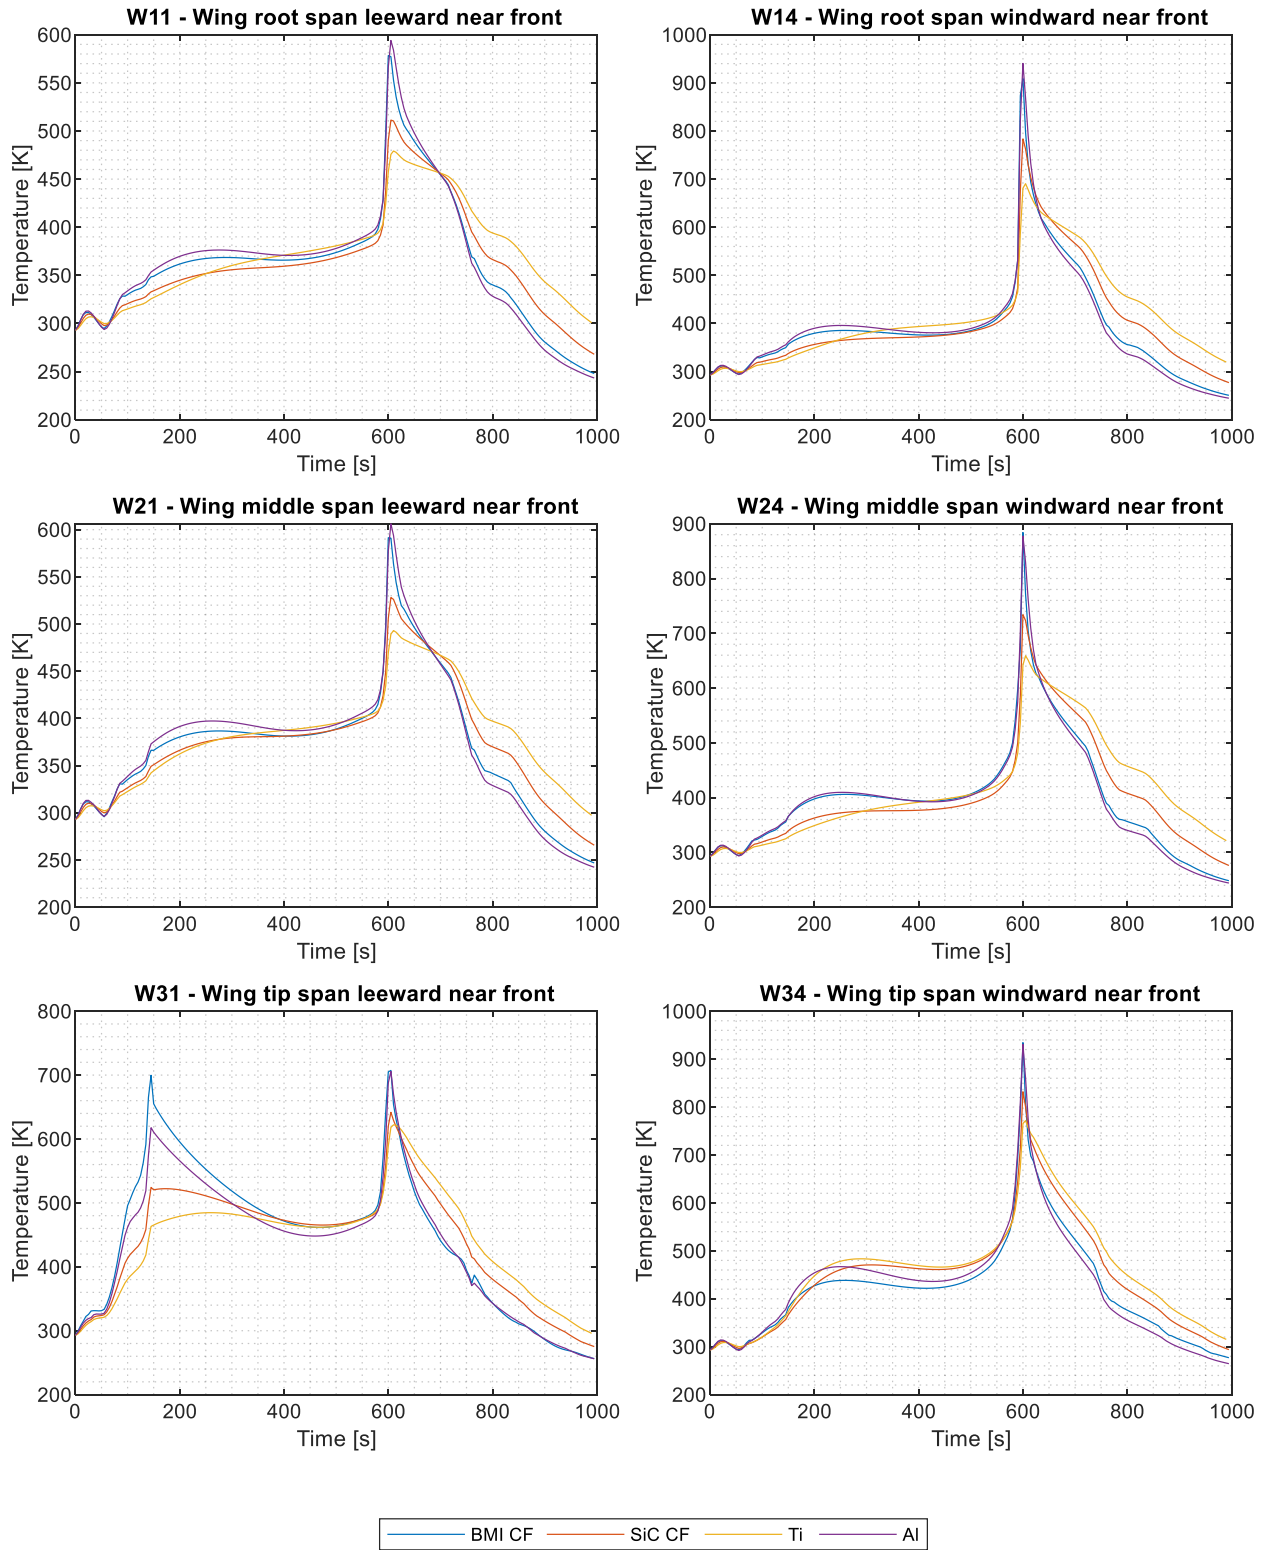 W11 - Wing root span leeward near front
600
550
500
450
400
350
300
250
200
Temperature [K]
0 200 400 600 800 1000
Time [s]
W14 - Wing root span windward near front
1000
900
800
700
600
500
400
300
200
Temperature [K]
0 200 400 600 800 1000
Time [s]
W21 - Wing middle span leeward near front
600
550
500
450
400
350
300
250
200
Temperature [K]
0 200 400 600 800 1000
Time [s]
W24 - Wing middle span windward near front
900
800
700
600
500
400
300
200
Temperature [K]
0 200 400 600 800 1000
Time [s]
W31 - Wing tip span leeward near front
800
700
600
500
400
300
200
Temperature [K]
0 200 400 600 800 1000
Time [s]
W34 - Wing tip span windward near front
1000
900
800
700
600
500
400
300
200
Temperature [K]
0 200 400 600 800 1000
Time [s]
BMI CF SiC CF Ti Al